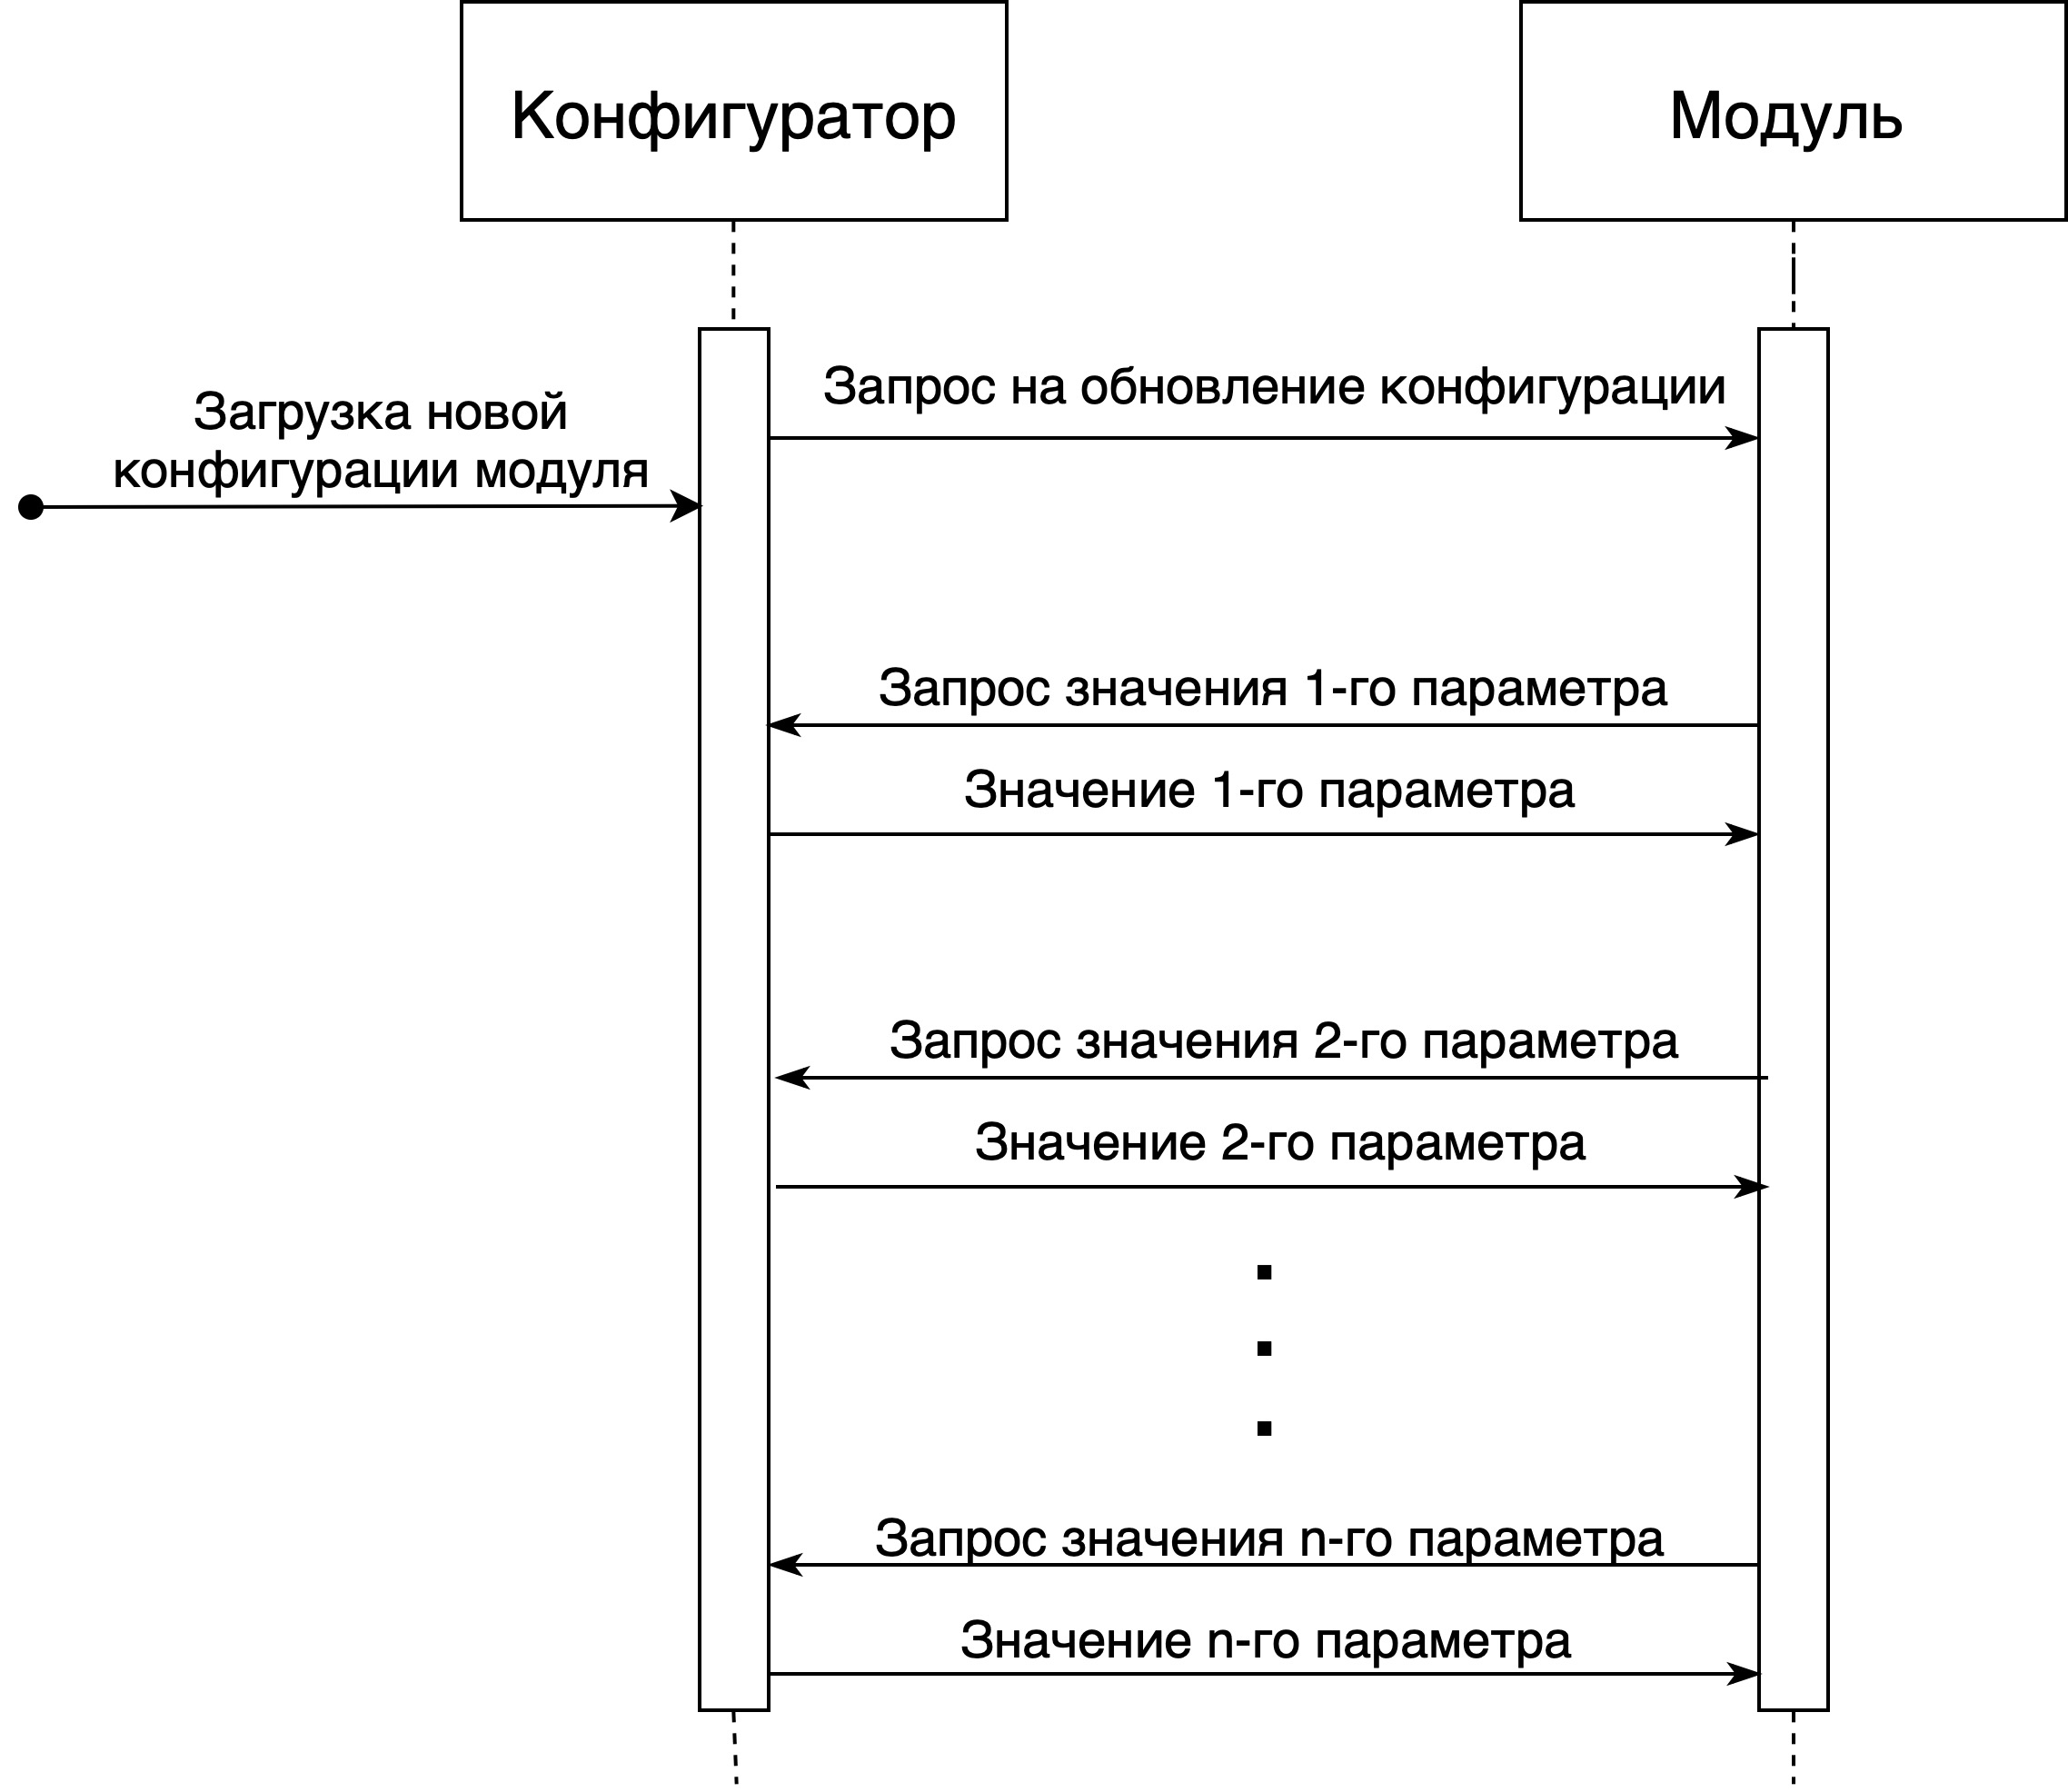 Конфигуратор
Модуль
Запрос на обновление конфигурации
Загрузка новой
конфигурации модуля
Запрос значения 1-го параметра
Значение 1-го параметра
Запрос значения 2-го параметра
Значение 2-го параметра
.
.
.
Запрос значения n-го параметра
Значение n-го параметра